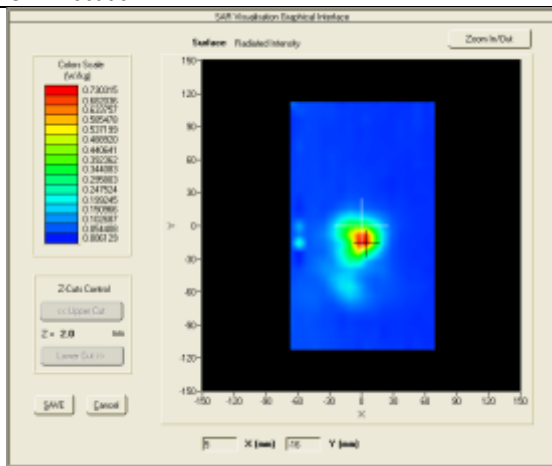 SAR Visualisation Graphical Interface
Surface Radiated Intensity
Zoom In/Out
Colors Scale
(W/kg)
0.730315
0.682036
0.633757
0.585478
0.537199
0.488920
0.440641
0.392362
0.344083
0.295803
0.247524
0.199245
0.150966
0.102687
0.054408
0.006129
150
120
90
60
30
0
-30
-60
-90
-120
-150
Y
-150 -120 -90 -60 -30 0 30 60 90 120 150
X
Z-Cuts Control
<< Upper Cut
Z = 2.0 mm
Lower Cut >>
SAVE Cancel
X (mm) -16 Y (mm)